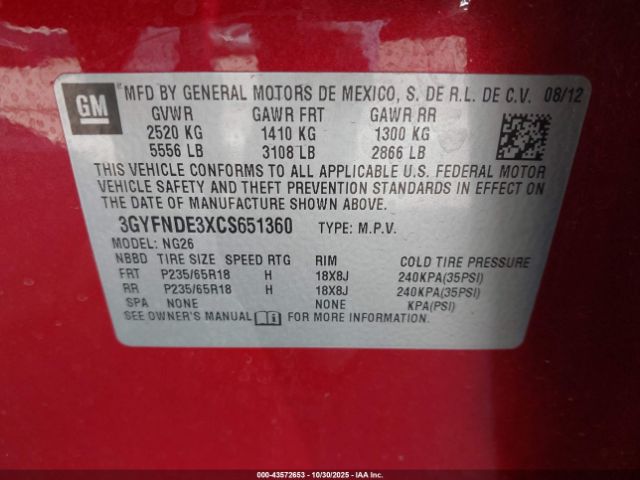 GM
MFD BY GENERAL MOTORS DE MEXICO, S. DE R.L. DE C.V. 08/12
GVWR GAWR FRT GAWR RR
2520 KG 1410 KG 1300 KG
5556 LB 3108 LB 2866 LB
THIS VEHICLE CONFORMS TO ALL APPLICABLE U.S. FEDERAL MOTOR
VEHICLE SAFETY AND THEFT PREVENTION STANDARDS IN EFFECT ON
THE DATE OF MANUFACTURE SHOWN ABOVE.
3GYFNDE3XCS651360 TYPE: M.P.V.
MODEL: NG26
NBBD TIRE SIZE SPEED RTG RIM COLD TIRE PRESSURE
FRT P235/65R18 H 18X8J 240KPA(35PSI)
RR P235/65R18 H 18X8J 240KPA(35PSI)
SPA NONE NONE KPA(PSI)
SEE OWNER'S MANUAL FOR MORE INFORMATION.
000-43572653 - 10/30/2025 - IAA, Inc.